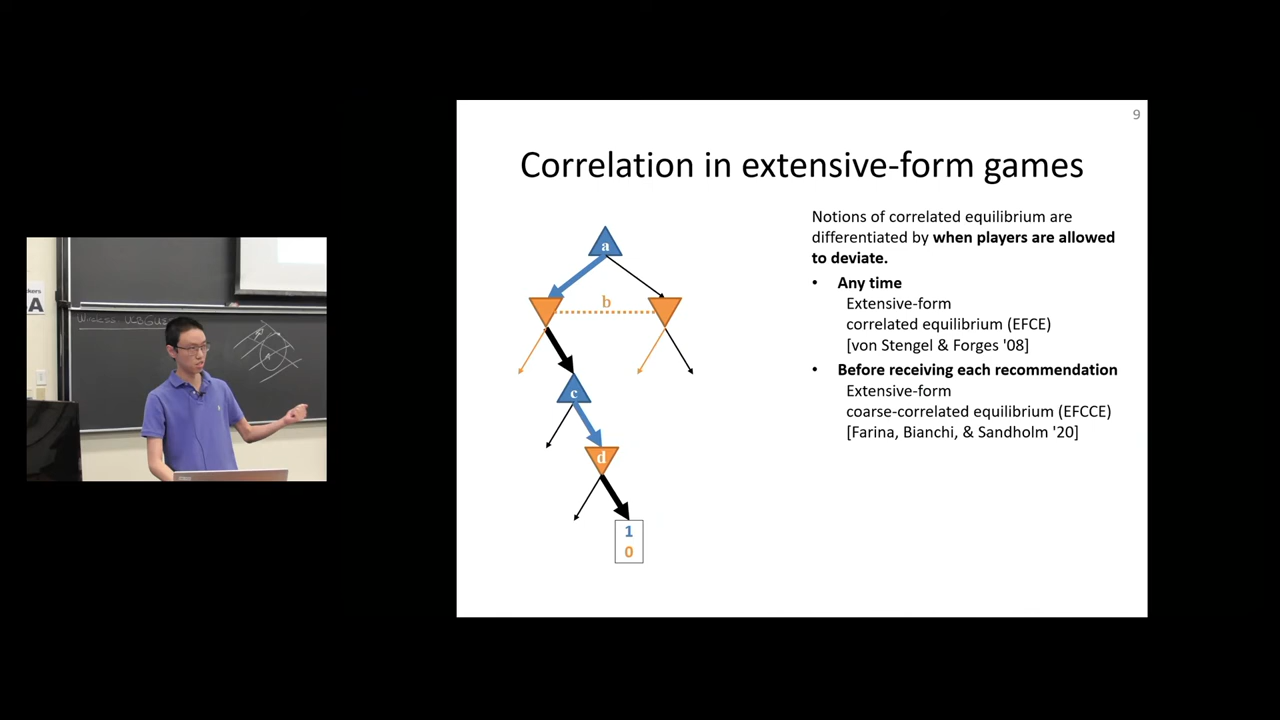 9
Correlation in extensive-form games
Notions of correlated equilibrium are
differentiated by when players are allowed
to deviate.
• Any time
Extensive-form
correlated equilibrium (EFCE)
[von Stengel & Forges '08]
• Before receiving each recommendation
Extensive-form
coarse-correlated equilibrium (EFCCE)
[Farina, Bianchi, & Sandholm '20]
a
b
c
d
1
0
A